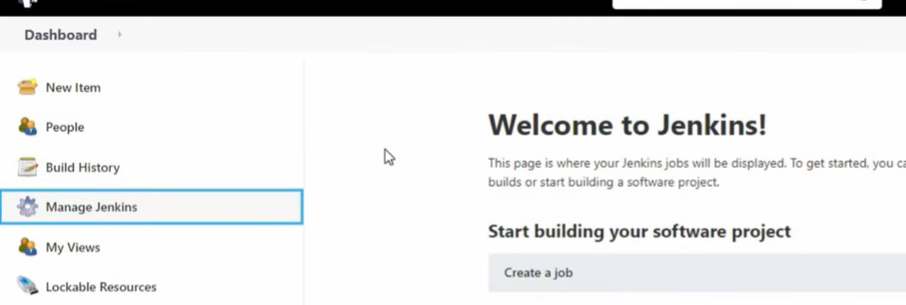 Dashboard
New Item
People
Build History
Manage Jenkins
My Views
Lockable Resources
Welcome to Jenkins!
This page is where your Jenkins jobs will be displayed. To get started, you
builds or start building a software project.
Start building your software project
Create a job